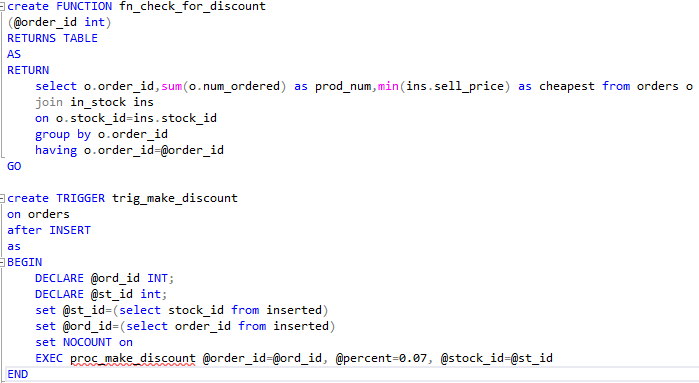 create FUNCTION fn_check_for_discount
(@order_id int)
RETURNS TABLE
AS
RETURN
select o.order_id,sum(o.num_ordered) as prod_num,min(ins.sell_price) as cheapest from orders o
join in_stock ins
on o.stock_id=ins.stock_id
group by o.order_id
having o.order_id=@order_id
GO
create TRIGGER trig_make_discount
on orders
after INSERT
as
BEGIN
DECLARE @ord_id INT;
DECLARE @st_id int;
set @st_id=(select stock_id from inserted)
set @ord_id=(select order_id from inserted)
set NOCOUNT on
EXEC proc_make_discount @order_id=@ord_id, @percent=0.07, @stock_id=@st_id
END